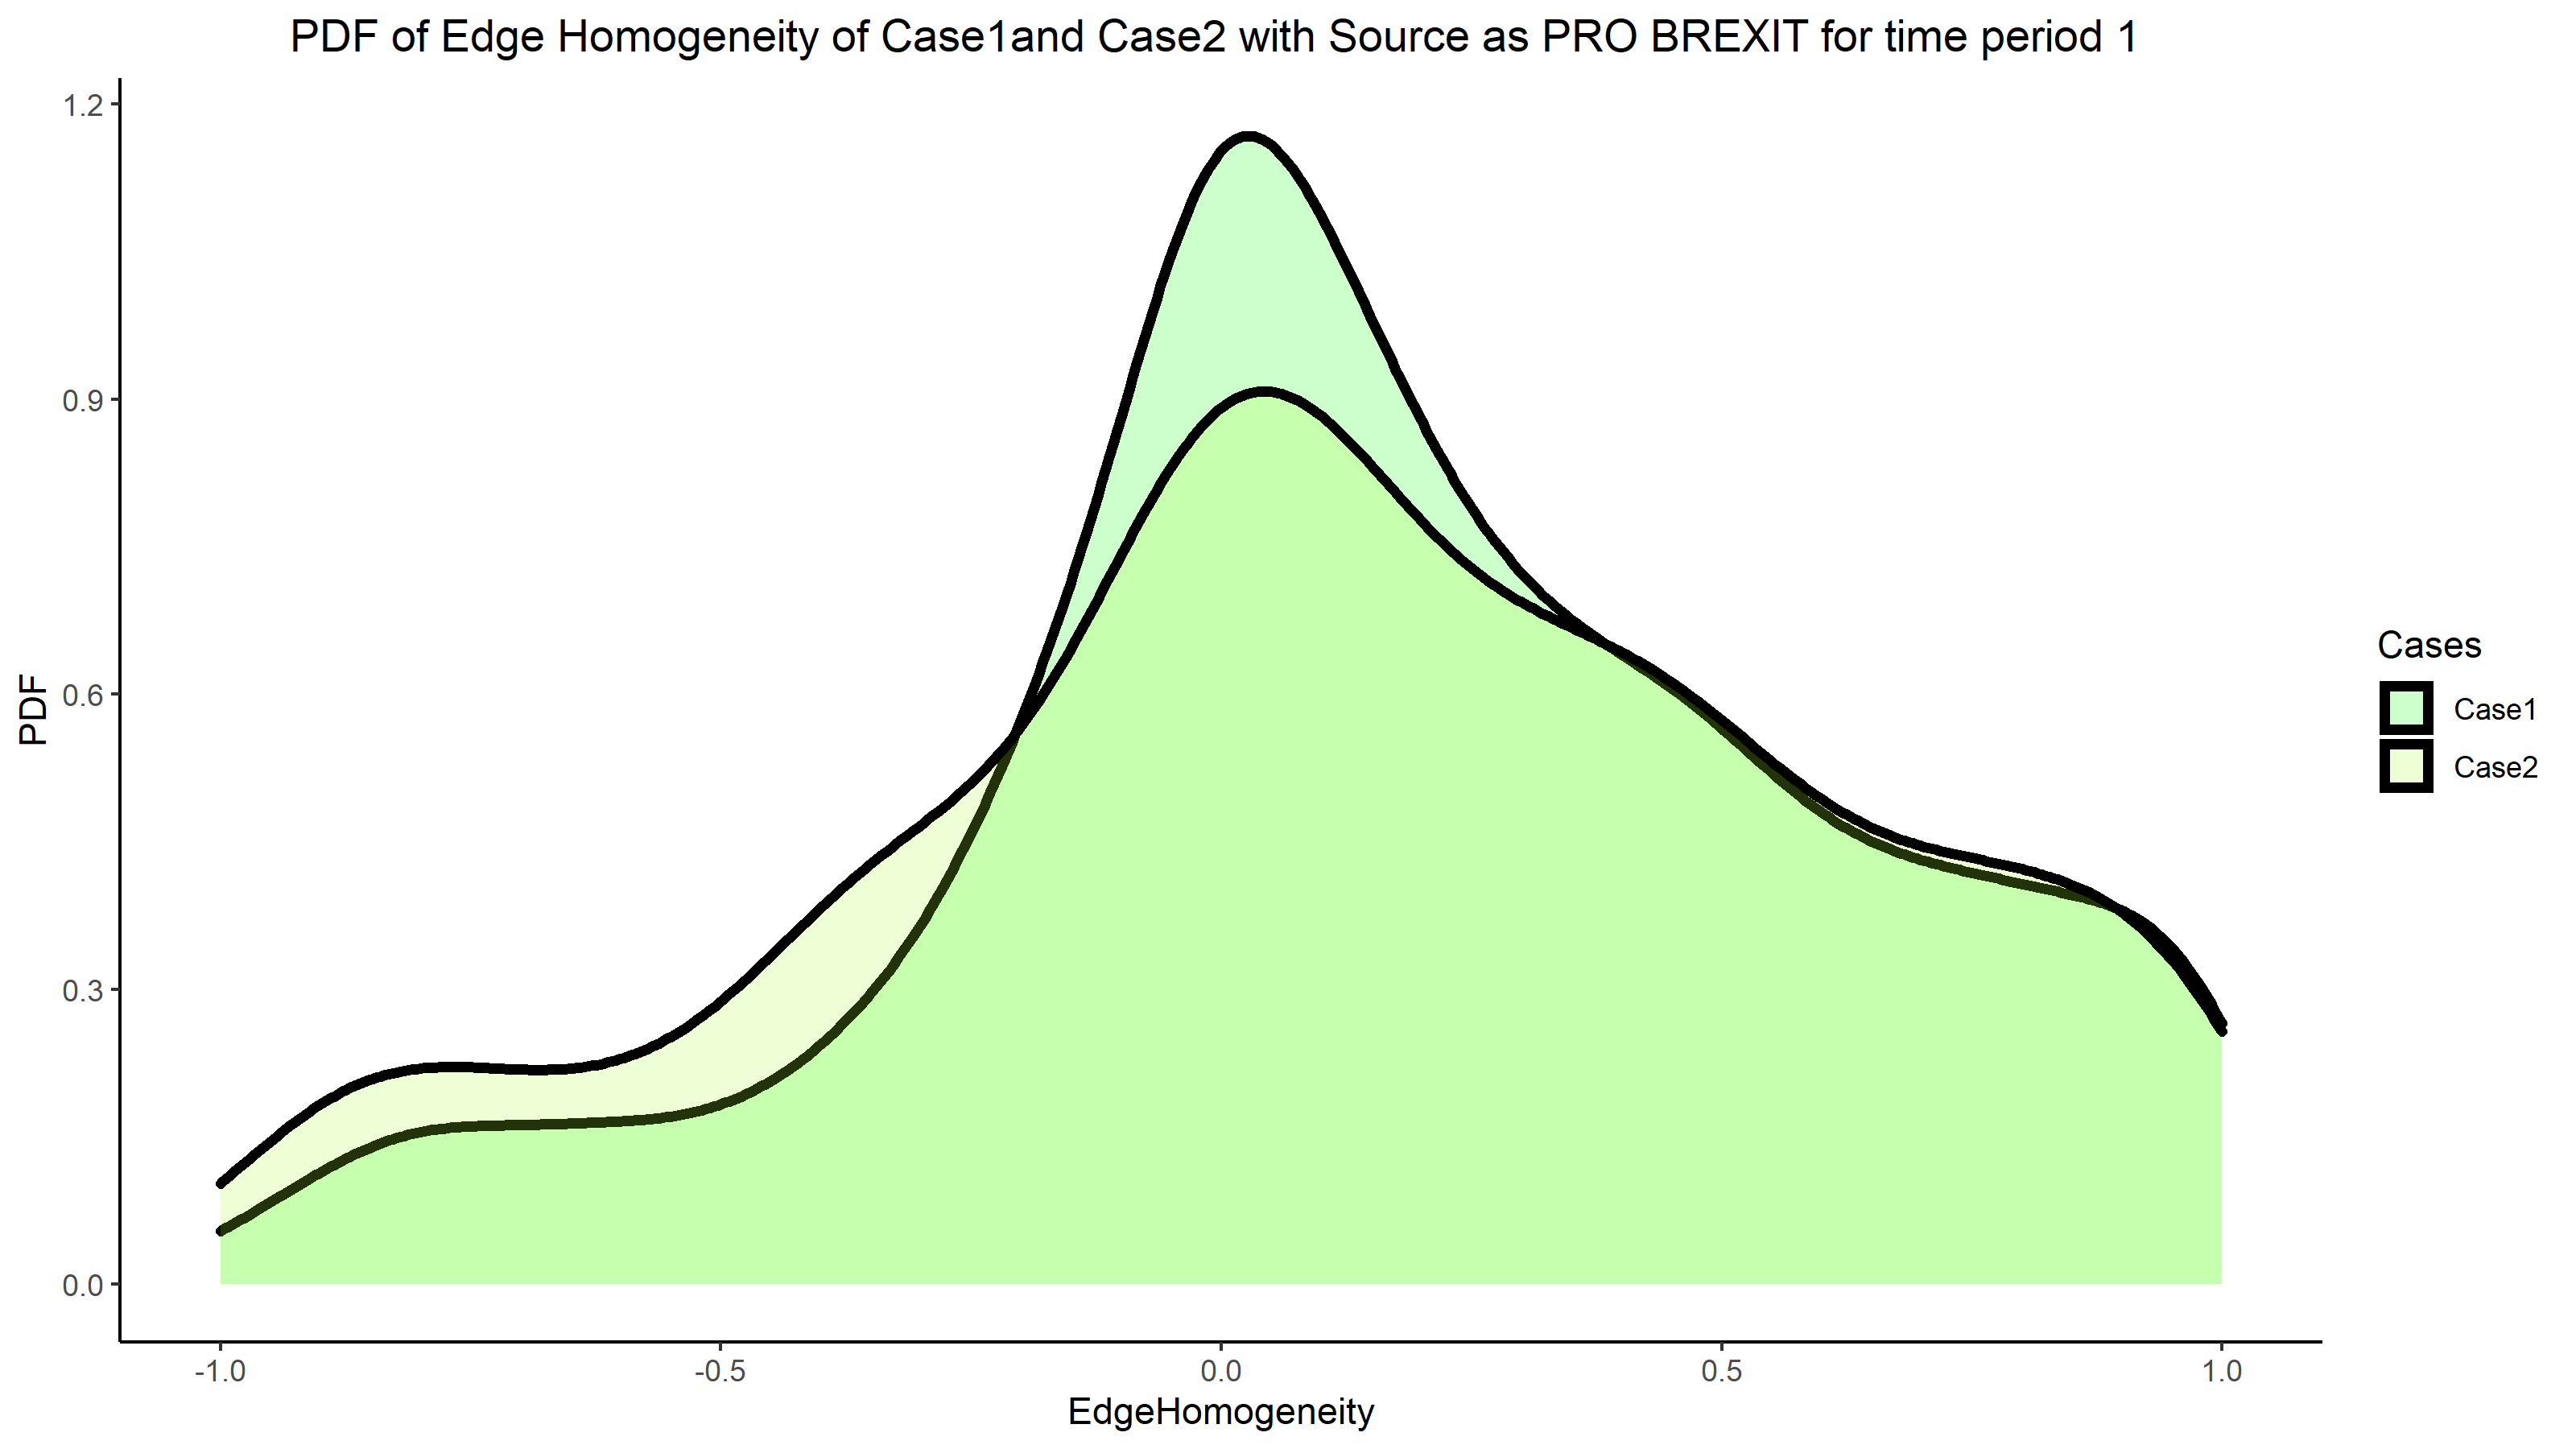 PDF of Edge Homogeneity of Case1and Case2 with Source as PRO BREXIT for time period 1
1.2
0.9
0.6
0.3
0.0
PDF
-1.0 -0.5 0.0 0.5 1.0
EdgeHomogeneity
Cases
Case1
Case2